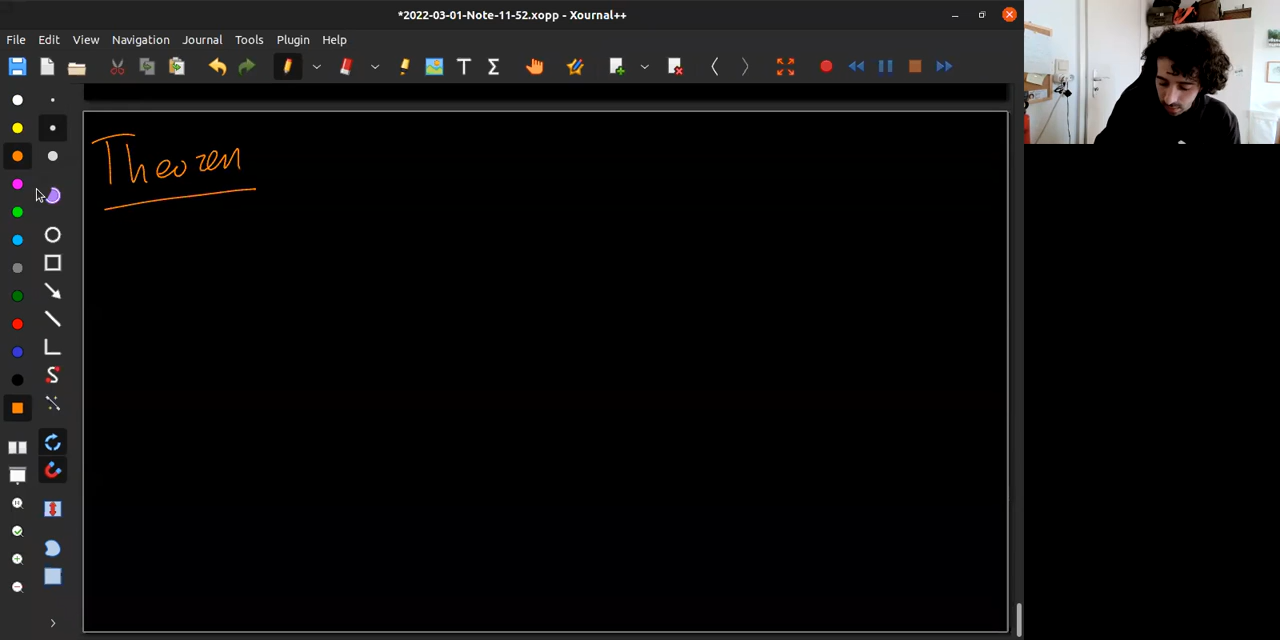 *2022-03-01-Note-11-52.xopp - Xournal++
File Edit View Navigation Journal Tools Plugin Help
Theorem